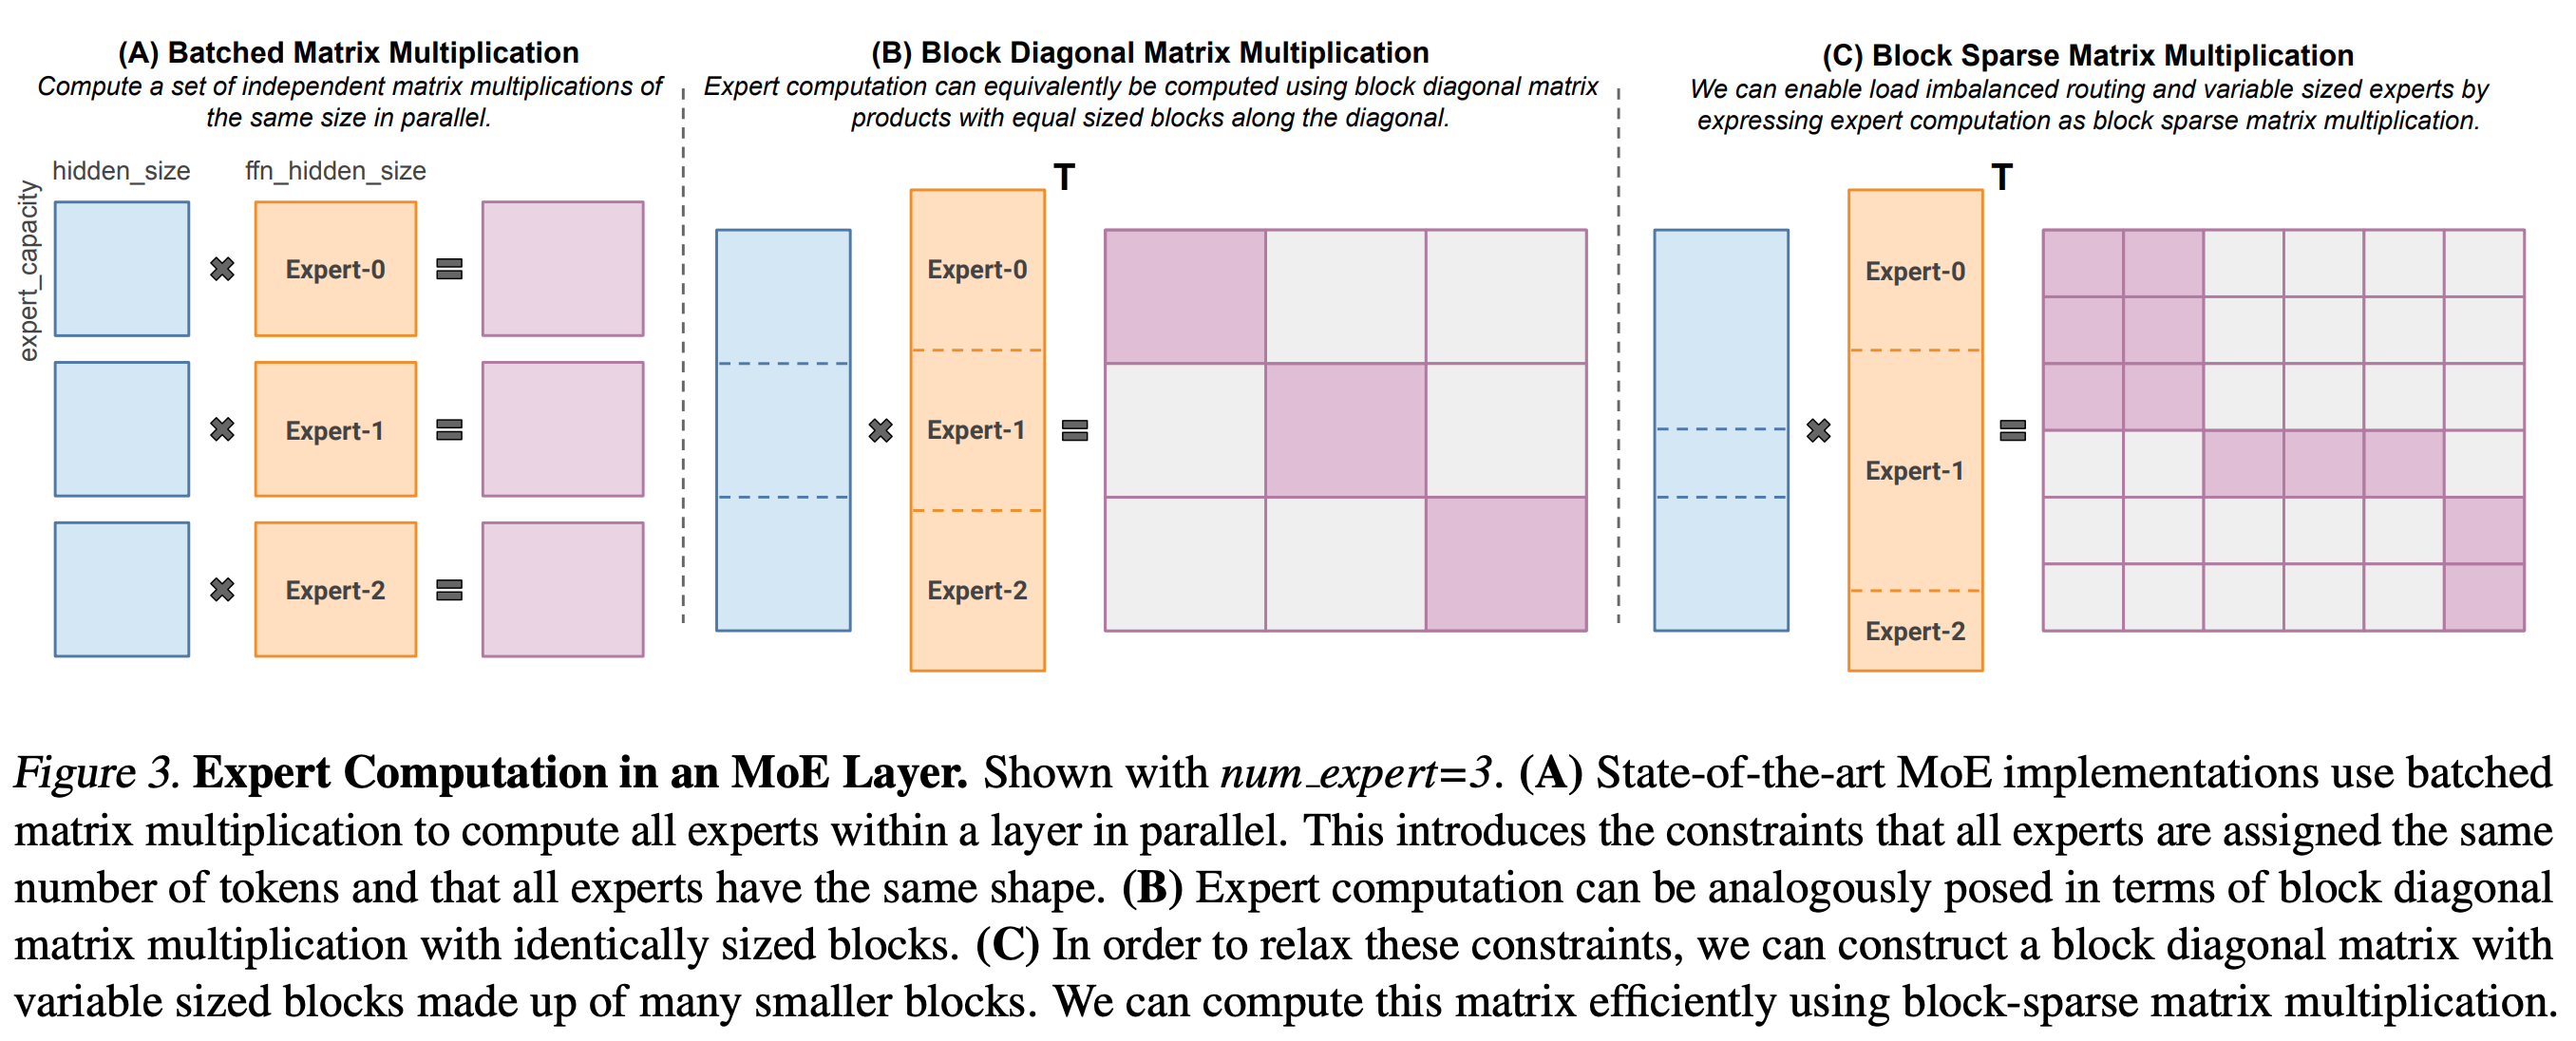 (A) Batched Matrix Multiplication
Compute a set of independent matrix multiplications of
the same size in parallel.
hidden_size
ffn_hidden_size
expert_capacity
Expert-0
Expert-1
Expert-2
(B) Block Diagonal Matrix Multiplication
Expert computation can equivalently be computed using block diagonal matrix
products with equal sized blocks along the diagonal.
T
Expert-0
Expert-1
Expert-2
(C) Block Sparse Matrix Multiplication
We can enable load imbalanced routing and variable sized experts by
expressing expert computation as block sparse matrix multiplication.
T
Expert-0
Expert-1
Expert-2
Figure 3. Expert Computation in an MoE Layer. Shown with num_expert=3. (A) State-of-the-art MoE implementations use batched
matrix multiplication to compute all experts within a layer in parallel. This introduces the constraints that all experts are assigned the same
number of tokens and that all experts have the same shape. (B) Expert computation can be analogously posed in terms of block diagonal
matrix multiplication with identically sized blocks. (C) In order to relax these constraints, we can construct a block diagonal matrix with
variable sized blocks made up of many smaller blocks. We can compute this matrix efficiently using block-sparse matrix multiplication.